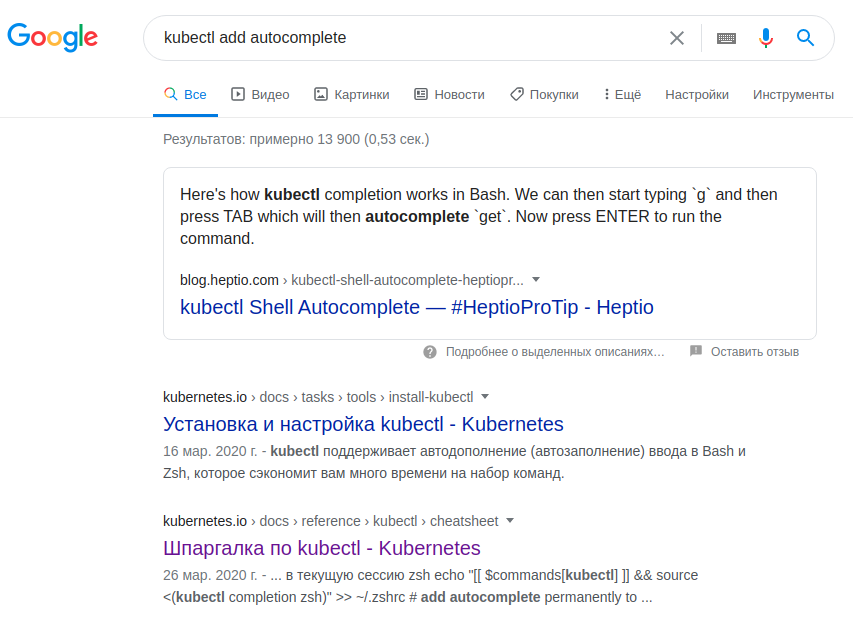 Google
kubectl add autocomplete
Все Видео Картинки Новости Покупки Ещё Настройки Инструменты
Результатов: примерно 13 900 (0,53 сек.)
Here's how kubectl completion works in Bash. We can then start typing `g` and then
press TAB which will then autocomplete `get`. Now press ENTER to run the
command.
blog.heptio.com › kubectl-shell-autocomplete-heptiopr...
kubectl Shell Autocomplete — #HeptioProTip - Heptio
Подробнее о выделенных описаниях… Оставить отзыв
kubernetes.io › docs › tasks › tools › install-kubectl
Установка и настройка kubectl - Kubernetes
16 мар. 2020 г. - kubectl поддерживает автодополнение (автозаполнение) ввода в Bash и
Zsh, которое сэкономит вам много времени на набор команд.
kubernetes.io › docs › reference › kubectl › cheatsheet
Шпаргалка по kubectl - Kubernetes
26 мар. 2020 г. - ... в текущую сессию zsh echo "[[ $commands[kubectl] ]] && source
<(kubectl completion zsh)" >> ~/.zshrc # add autocomplete permanently to ...